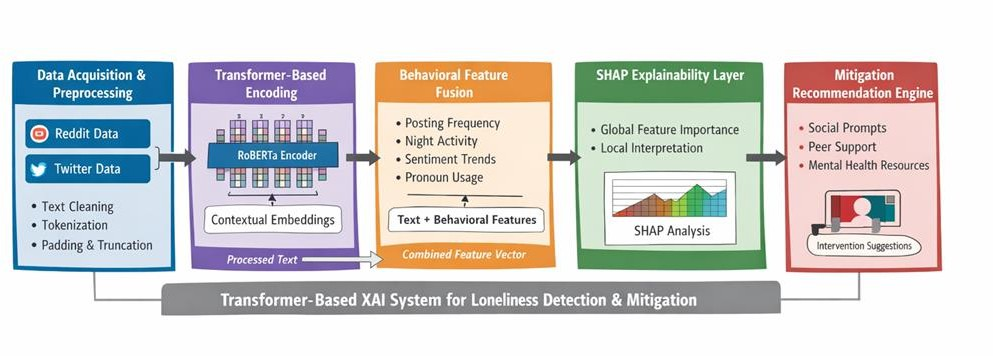 Data Acquisition &
Preprocessing
Reddit Data
Twitter Data
• Text Cleaning
• Tokenization
• Padding & Truncation
Transformer-Based
Encoding
RoBERTa Encoder
Contextual Embeddings
Processed Text
Behavioral Feature
Fusion
• Posting Frequency
• Night Activity
• Sentiment Trends
• Pronoun Usage
Text + Behavioral Features
Combined Feature Vector
SHAP Explainability Layer
• Global Feature Importance
• Local Interpretation
SHAP Analysis
Mitigation
Recommendation Engine
• Social Prompts
• Peer Support
• Mental Health Resources
Intervention Suggestions
Transformer-Based XAI System for Loneliness Detection & Mitigation